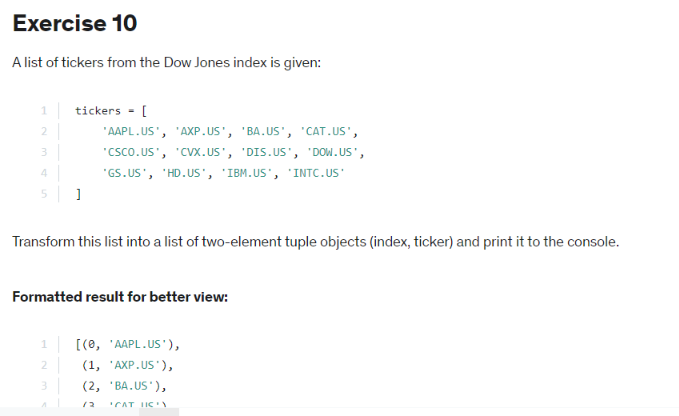 Exercise 10
A list of tickers from the Dow Jones index is given:
1 tickers = [
2 'AAPL.US', 'AXP.US', 'BA.US', 'CAT.US',
3 'CSCO.US', 'CVX.US', 'DIS.US', 'DOW.US',
4 'GS.US', 'HD.US', 'IBM.US', 'INTC.US'
5 ]
Transform this list into a list of two-element tuple objects (index, ticker) and print it to the console.
Formatted result for better view:
1 [(0, 'AAPL.US'),
2 (1, 'AXP.US'),
3 (2, 'BA.US'),
4 (3, 'CAT.US')